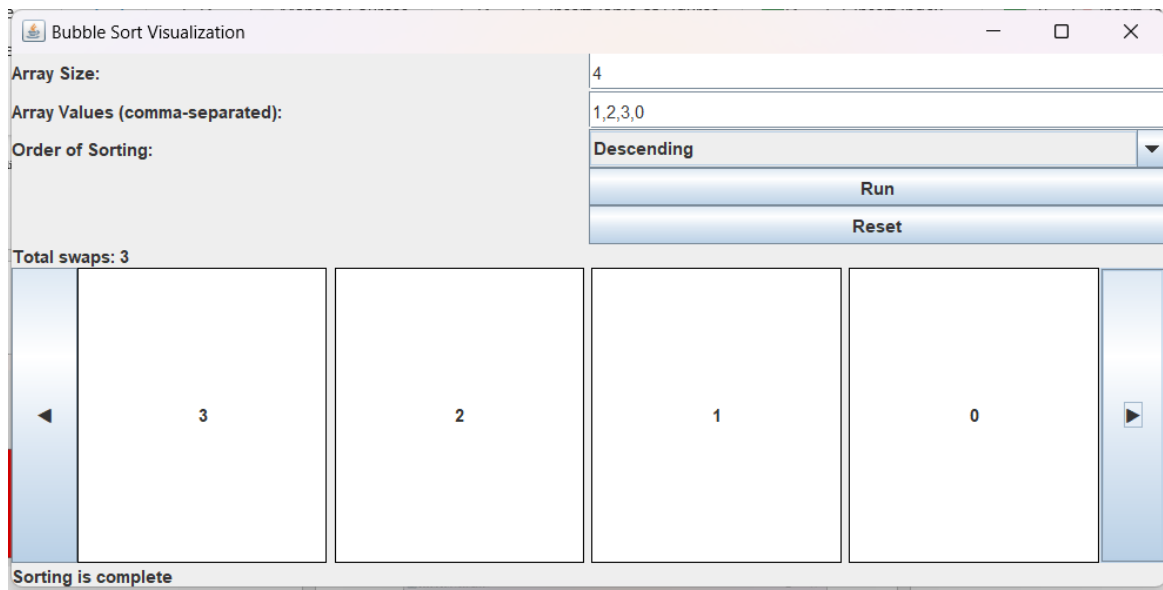 Bubble Sort Visualization
Array Size: 4
Array Values (comma-separated): 1,2,3,0
Order of Sorting: Descending
Run
Reset
Total swaps: 3
◀ 3 2 1 0 ▶
Sorting is complete